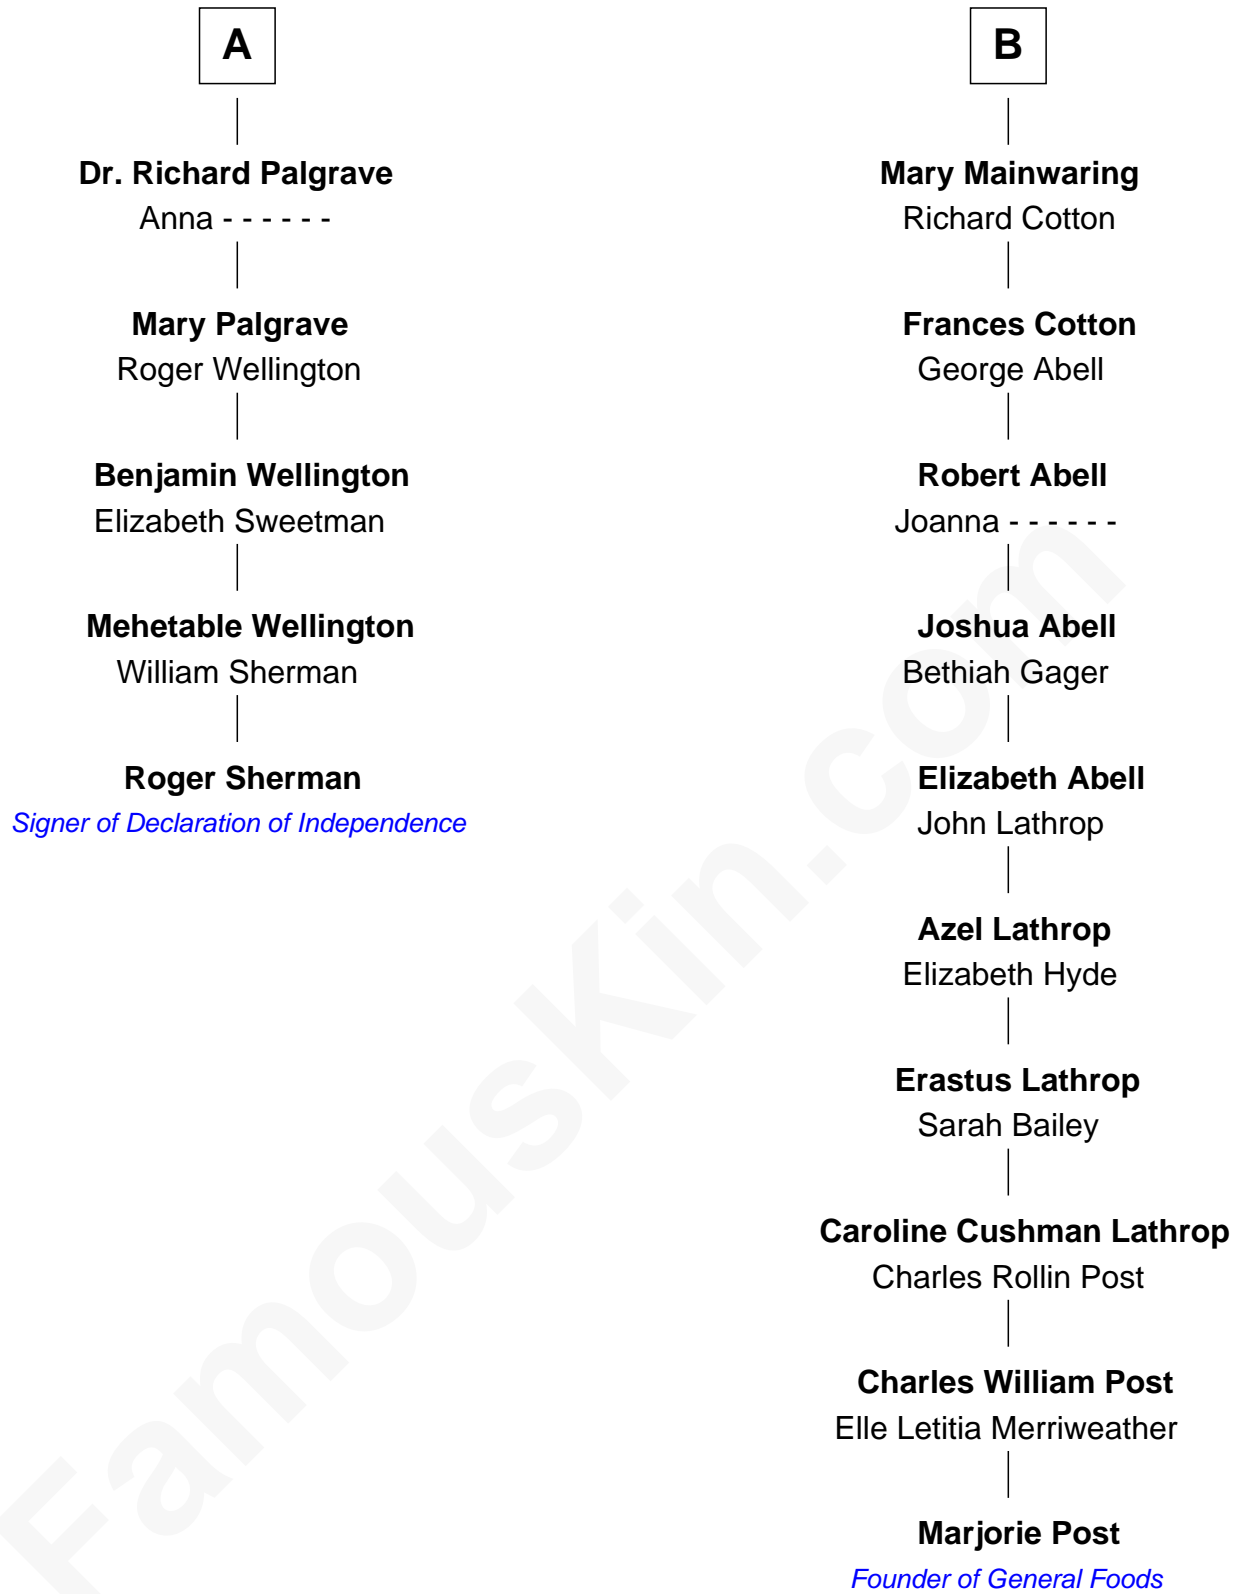 A
Dr. Richard Palgrave
Anna - - - - - -
Mary Palgrave
Roger Wellington
Benjamin Wellington
Elizabeth Sweetman
Mehetable Wellington
William Sherman
Roger Sherman
Signer of Declaration of Independence
B
Mary Mainwaring
Richard Cotton
Frances Cotton
George Abell
Robert Abell
Joanna - - - - - -
Joshua Abell
Bethiah Gager
Elizabeth Abell
John Lathrop
Azel Lathrop
Elizabeth Hyde
Erastus Lathrop
Sarah Bailey
Caroline Cushman Lathrop
Charles Rollin Post
Charles William Post
Elle Letitia Merriweather
Marjorie Post
Founder of General Foods
FamousKin.com